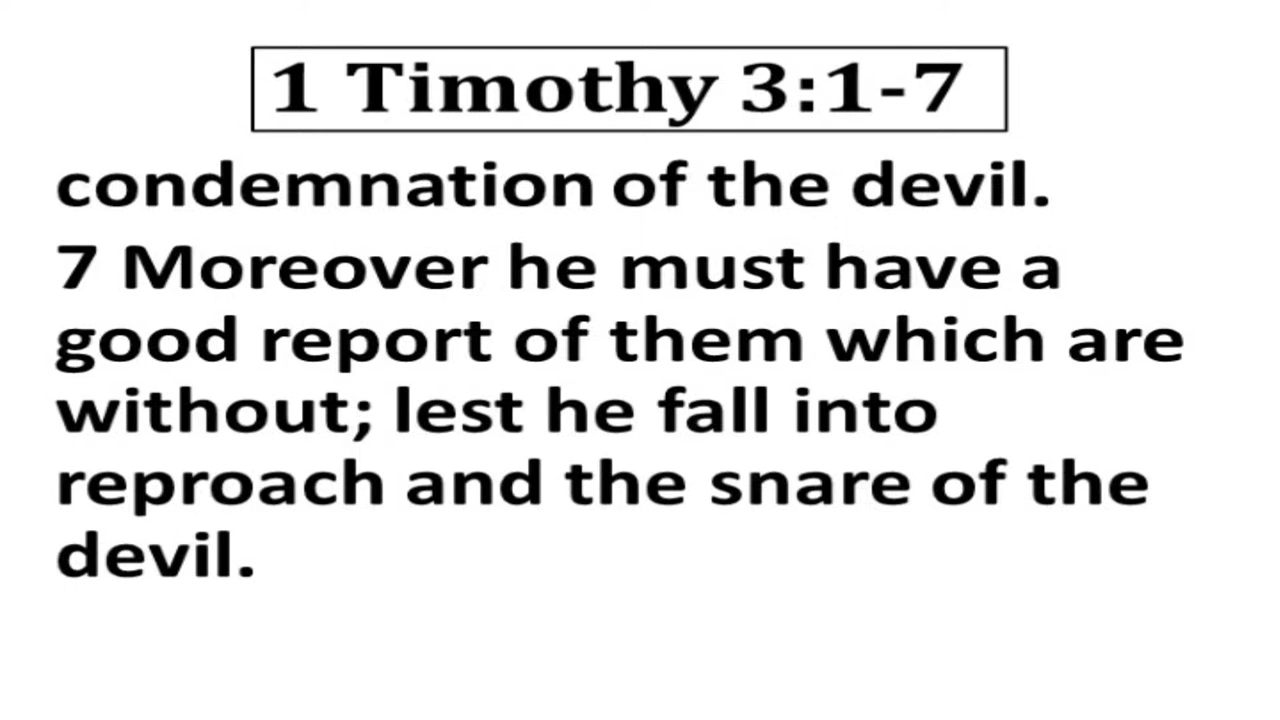 1 Timothy 3:1-7
condemnation of the devil.
7 Moreover he must have a
good report of them which are
without; lest he fall into
reproach and the snare of the
devil.